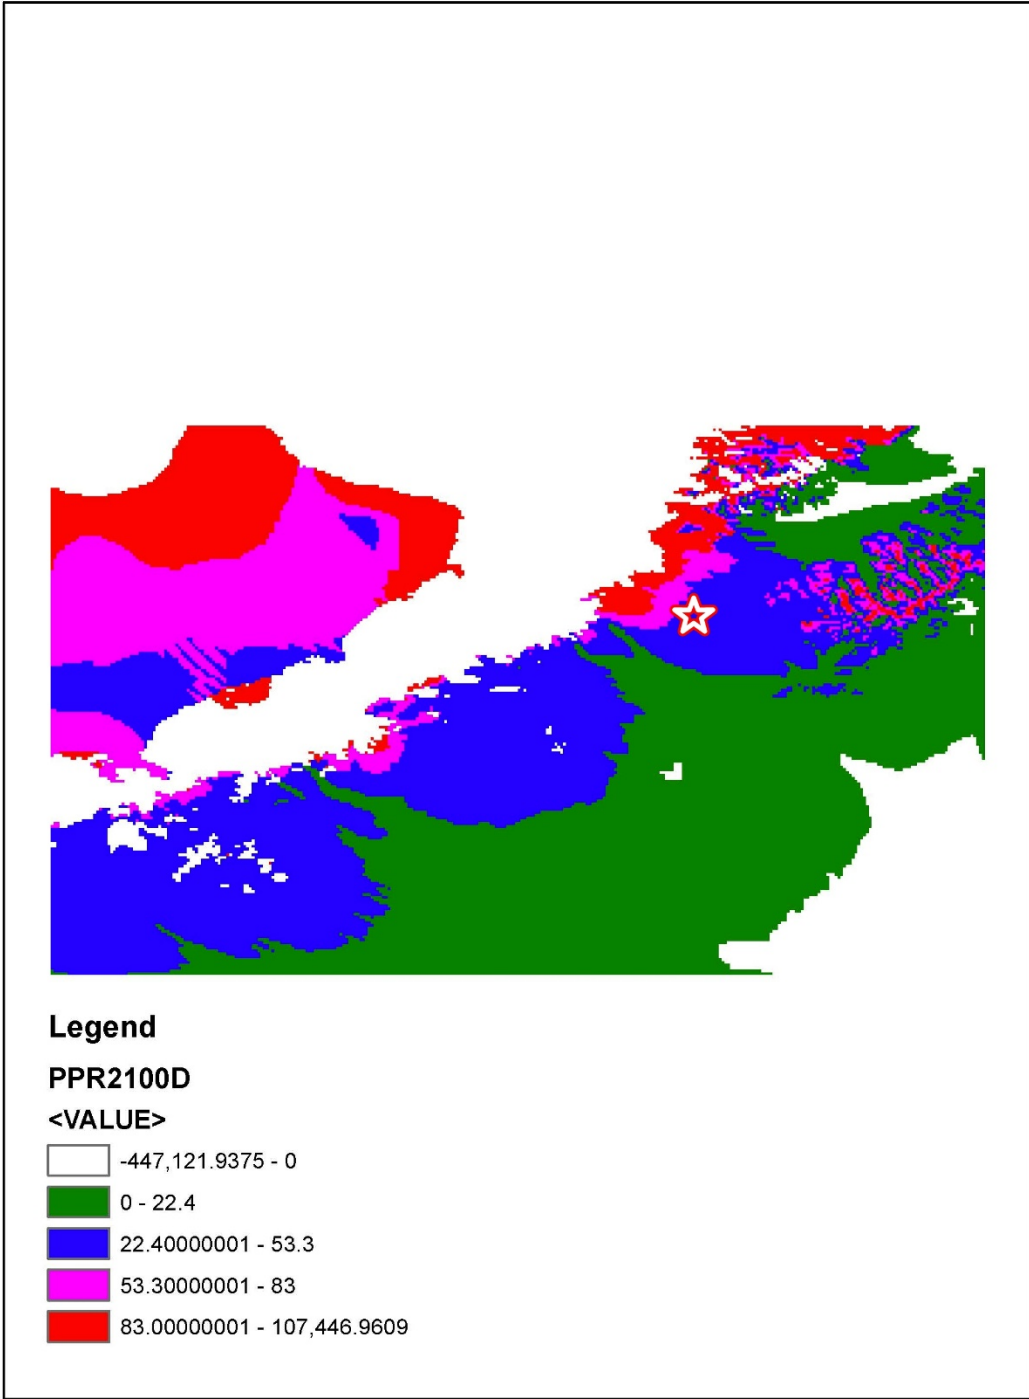 Legend
PPR2100D
<VALUE>
-447,121.9375 - 0
0 - 22.4
22.40000001 - 53.3
53.30000001 - 83
83.00000001 - 107,446.9609